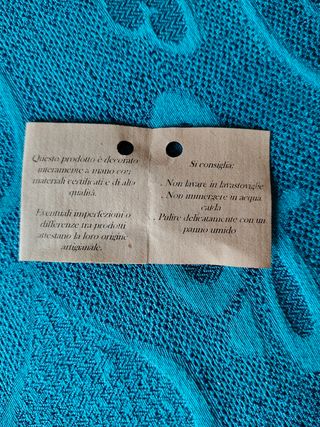 Questo prodotto è decorato
interamente a mano con
materiali certificati e di alta
qualità.
Eventuali imperfezioni o
differenze tra prodotti
attestano la loro origine
artigianale.
Si consiglia:
. Non lavare in lavastoviglie
. Non immergere in acqua
calda
. Pulire delicatamente con un
panno umido